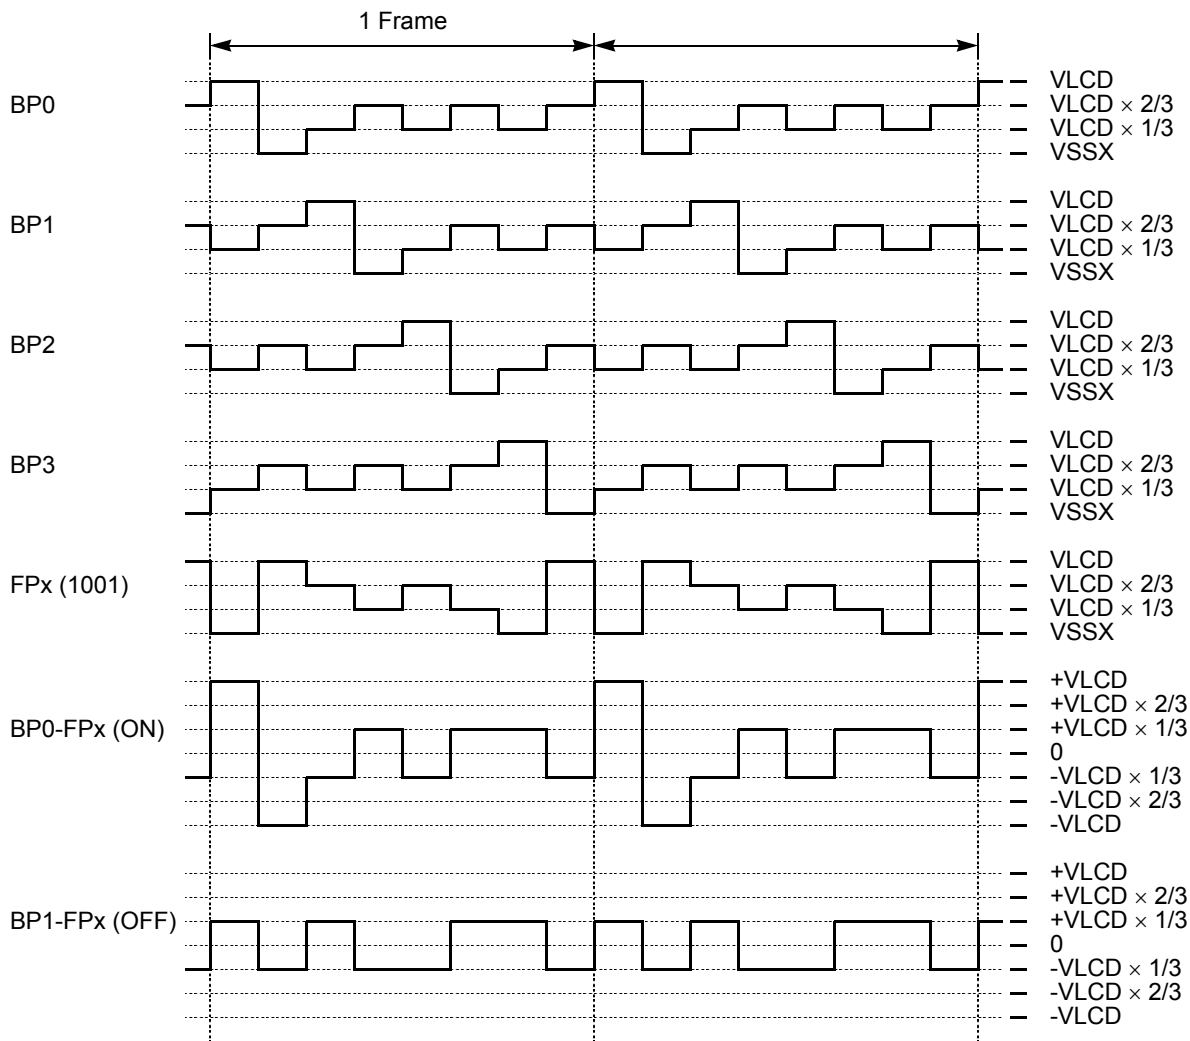 1 Frame
BP0
VLCD
VLCD × 2/3
VLCD × 1/3
VSSX
BP1
VLCD
VLCD × 2/3
VLCD × 1/3
VSSX
BP2
VLCD
VLCD × 2/3
VLCD × 1/3
VSSX
BP3
VLCD
VLCD × 2/3
VLCD × 1/3
VSSX
FPx (1001)
VLCD
VLCD × 2/3
VLCD × 1/3
VSSX
BP0-FPx (ON)
+VLCD
+VLCD × 2/3
+VLCD × 1/3
0
-VLCD × 1/3
-VLCD × 2/3
-VLCD
BP1-FPx (OFF)
+VLCD
+VLCD × 2/3
+VLCD × 1/3
0
-VLCD × 1/3
-VLCD × 2/3
-VLCD